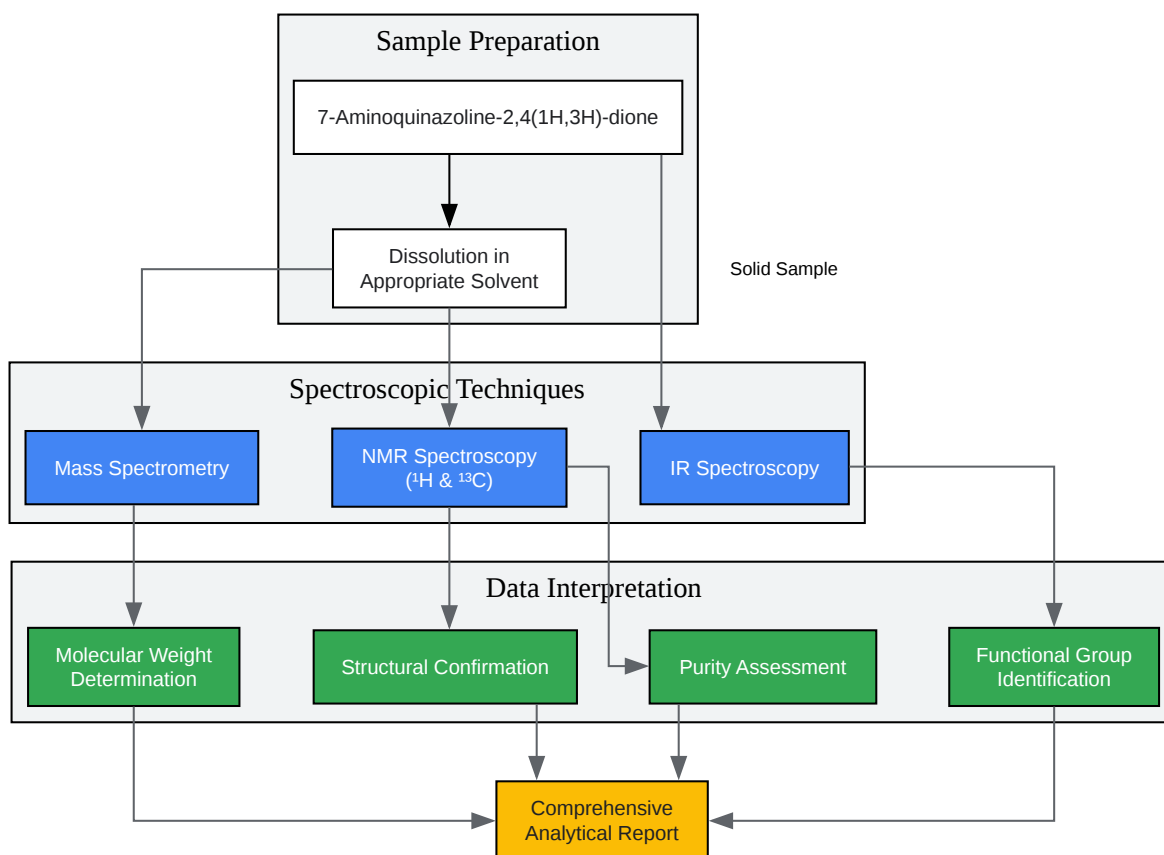 Sample Preparation
7-Aminoquinazoline-2,4(1H,3H)-dione
Dissolution in
Appropriate Solvent
Solid Sample
Spectroscopic Techniques
Mass Spectrometry
NMR Spectroscopy
(¹H & ¹³C)
IR Spectroscopy
Data Interpretation
Molecular Weight
Determination
Structural Confirmation
Purity Assessment
Functional Group
Identification
Comprehensive
Analytical Report